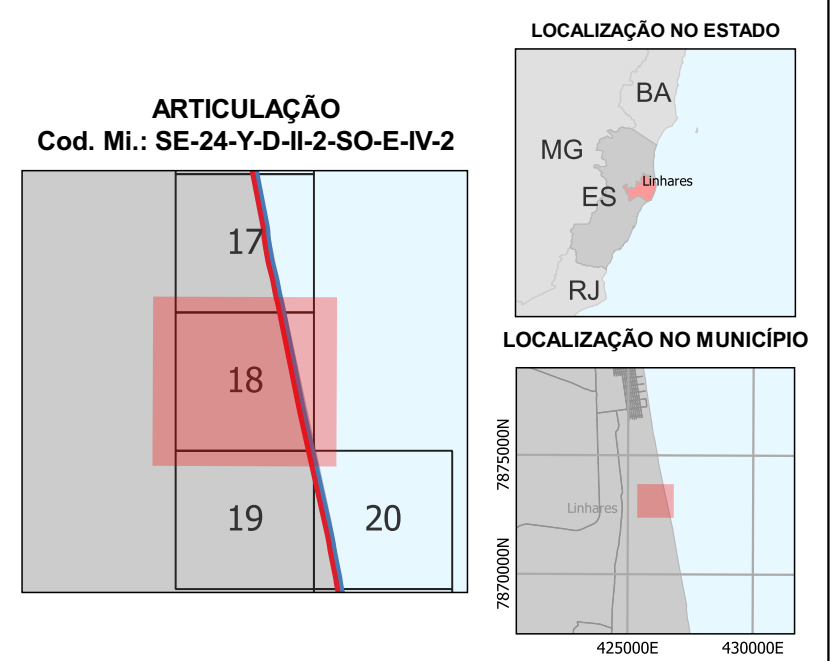 ARTICULAÇÃO
Cod. Mi.: SE-24-Y-D-II-2-SO-E-IV-2
17
18
19
20
LOCALIZAÇÃO NO ESTADO
BA
MG
Linhares
ES
RJ
LOCALIZAÇÃO NO MUNICÍPIO
7875000N
Linhares
7870000N
425000E
430000E